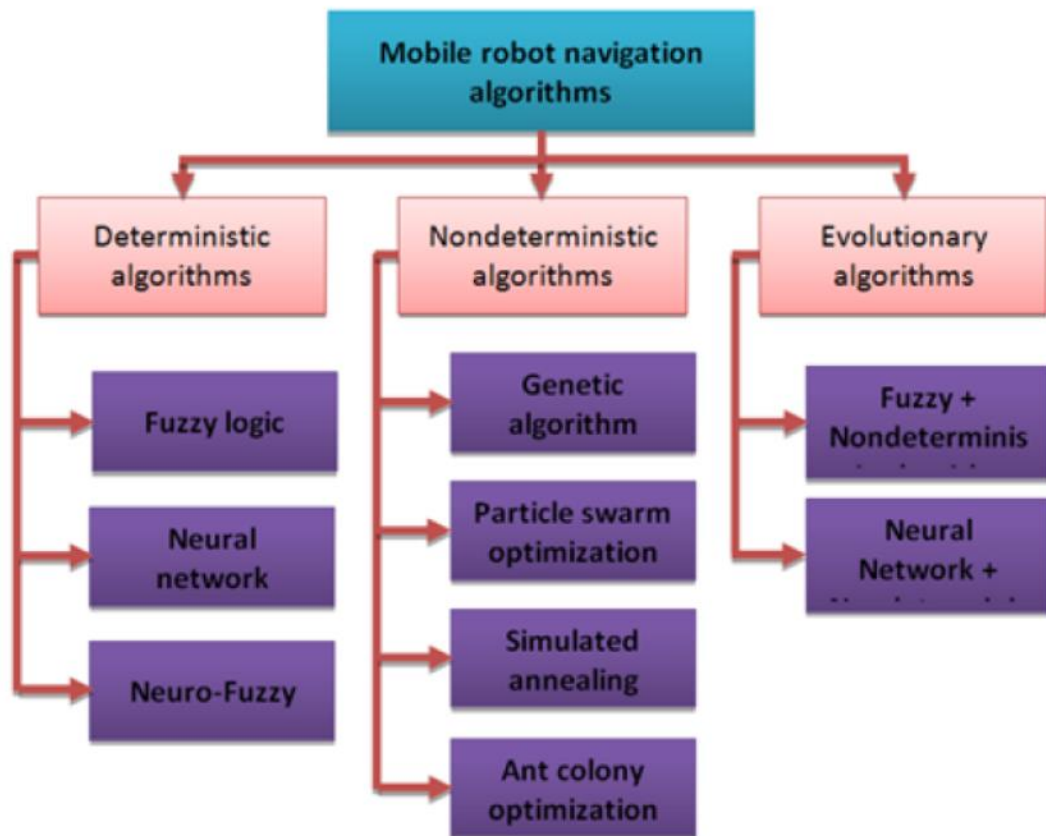 Mobile robot navigation
algorithms
Deterministic
algorithms
Fuzzy logic
Neural
network
Neuro-Fuzzy
Nondeterministic
algorithms
Genetic
algorithm
Particle swarm
optimization
Simulated
annealing
Ant colony
optimization
Evolutionary
algorithms
Fuzzy +
Nondeterminis
Neural
Network +